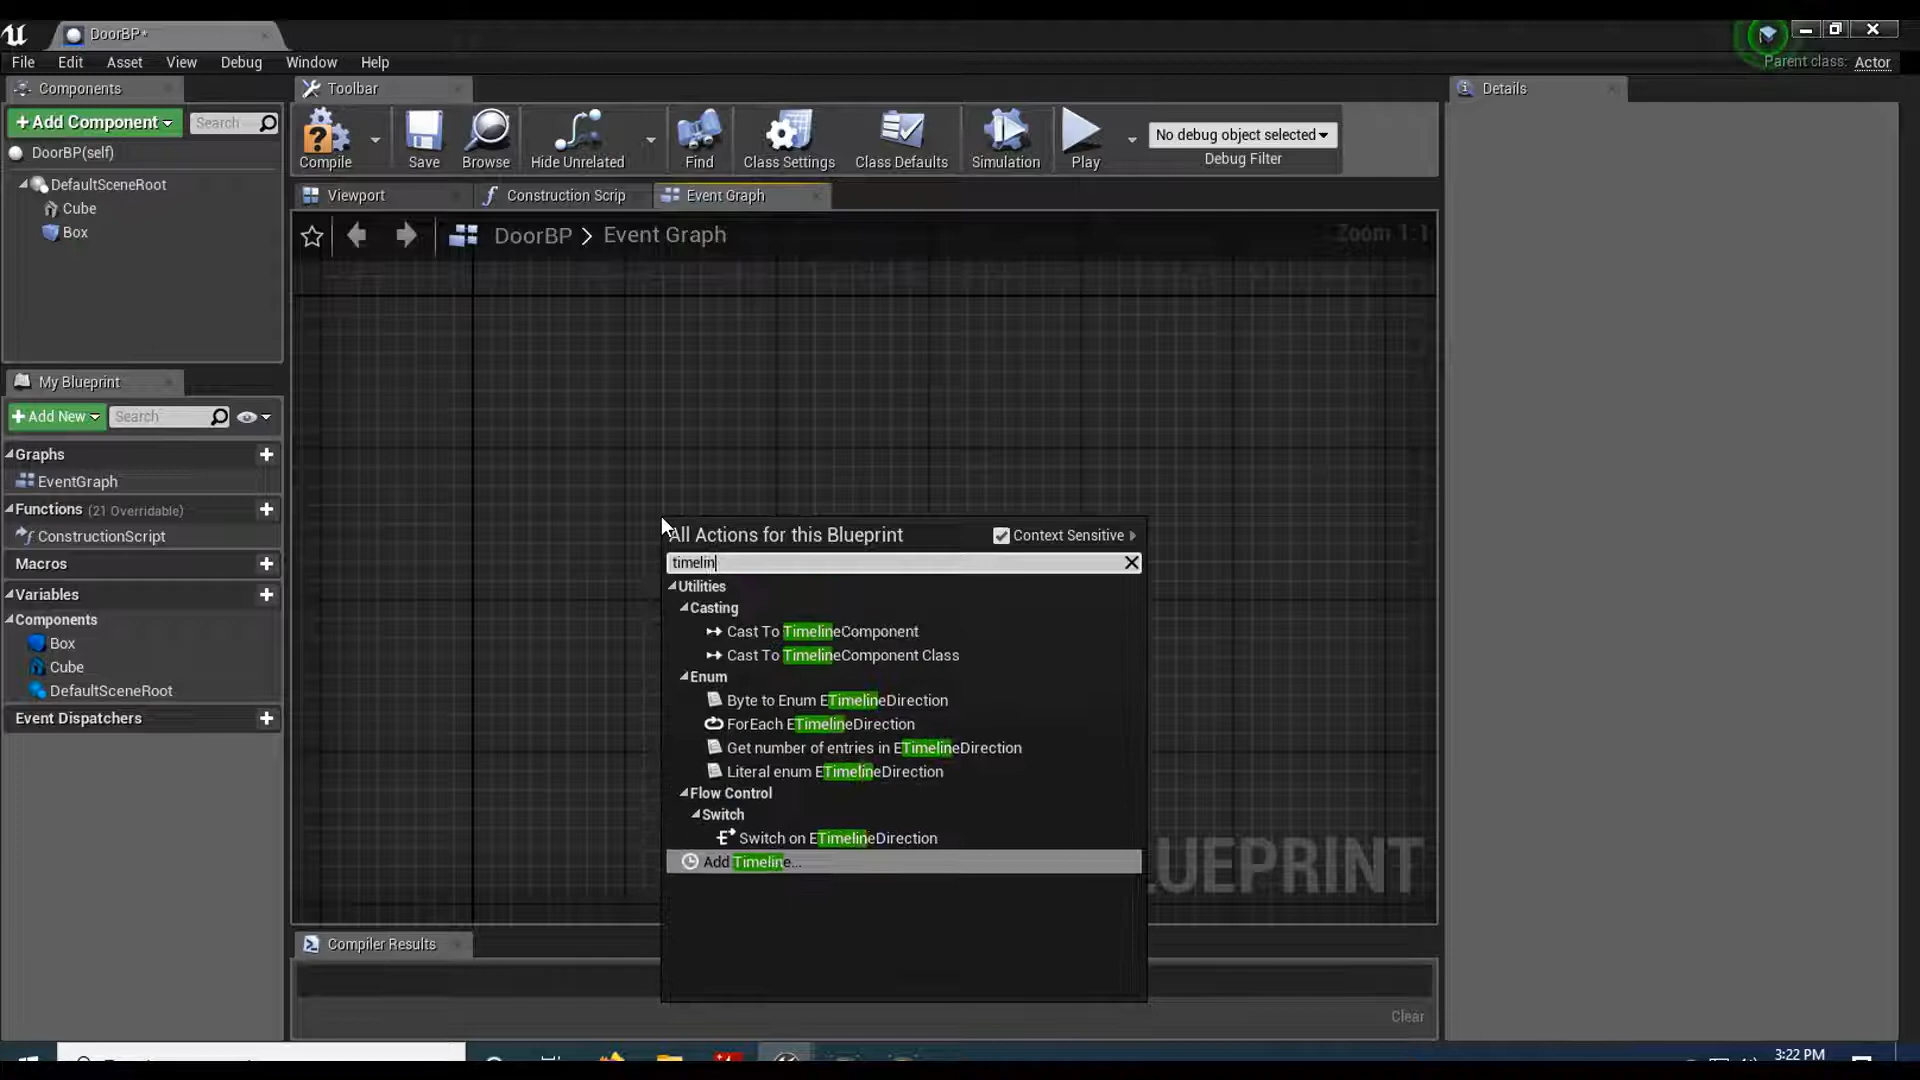 DoorBP*
File Edit Asset View Window Debug Help
Parent class: Actor
Components
+Add Component
Search
DoorBP(self)
DefaultSceneRoot
Cube
Box
Toolbar
Compile
Save
Browse
Hide Unrelated
Find
Class Settings
Class Defaults
Simulation
Play
No debug object selected
Debug Filter
Details
Viewport
Construction Scrip
Event Graph
DoorBP > Event Graph
Zoom 1:1
My Blueprint
+Add New
Search
Graphs
EventGraph
Functions (21 Overridable)
ConstructionScript
Macros
Variables
Components
Box
Cube
DefaultSceneRoot
Event Dispatchers
All Actions for this Blueprint
Context Sensitive
timelin
Utilities
Casting
Cast To TimelineComponent
Cast To TimelineComponent Class
Enum
Byte to Enum ETimelineDirection
ForEach ETimelineDirection
Get number of entries in ETimelineDirection
Literal enum ETimelineDirection
Flow Control
Switch
Switch on ETimelineDirection
Add Timeline...
LUEPRINT
Compiler Results
Clear
3:22 PM